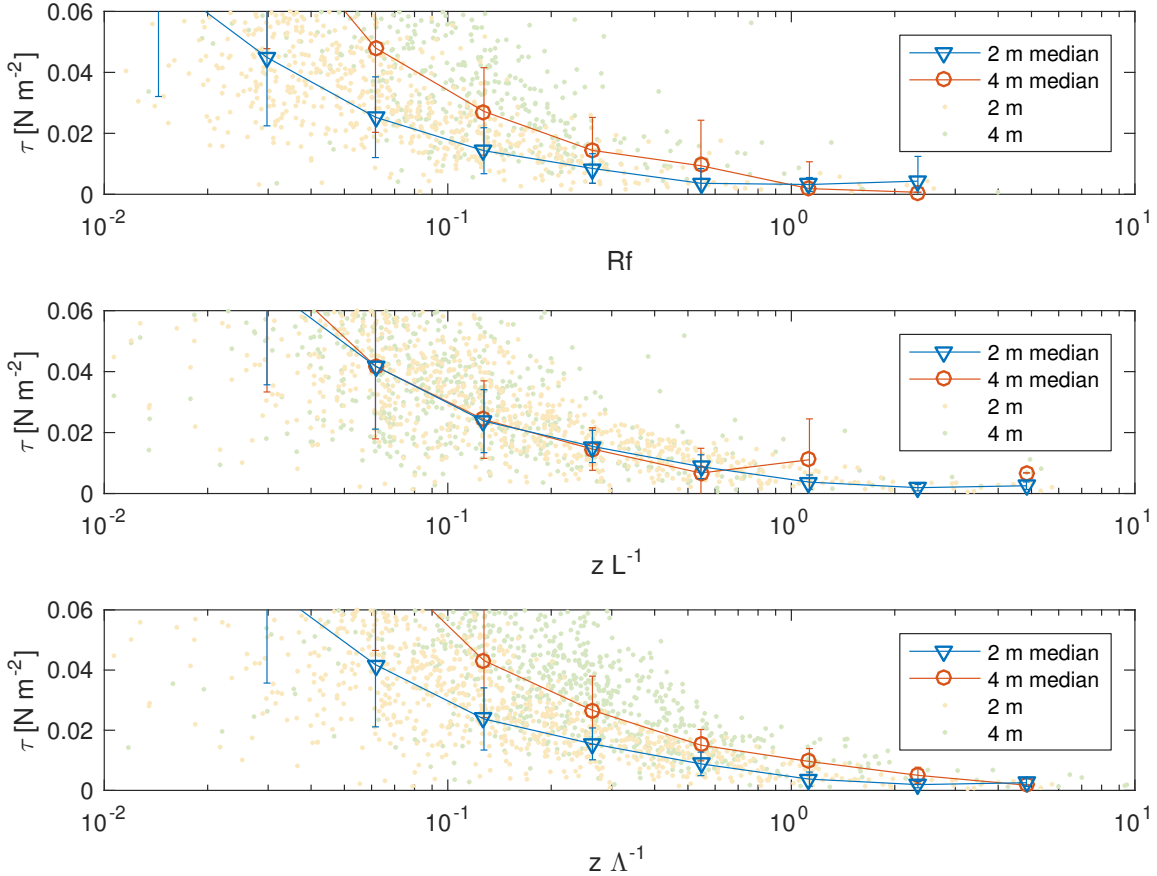 0.06
0.04
0.02
0
τ [N m⁻²]
10⁻² 10⁻¹ 10⁰ 10¹
Rf
2 m median
4 m median
2 m
4 m
0.06
0.04
0.02
0
τ [N m⁻²]
10⁻² 10⁻¹ 10⁰ 10¹
z L⁻¹
2 m median
4 m median
2 m
4 m
0.06
0.04
0.02
0
τ [N m⁻²]
10⁻² 10⁻¹ 10⁰ 10¹
z Λ⁻¹
2 m median
4 m median
2 m
4 m